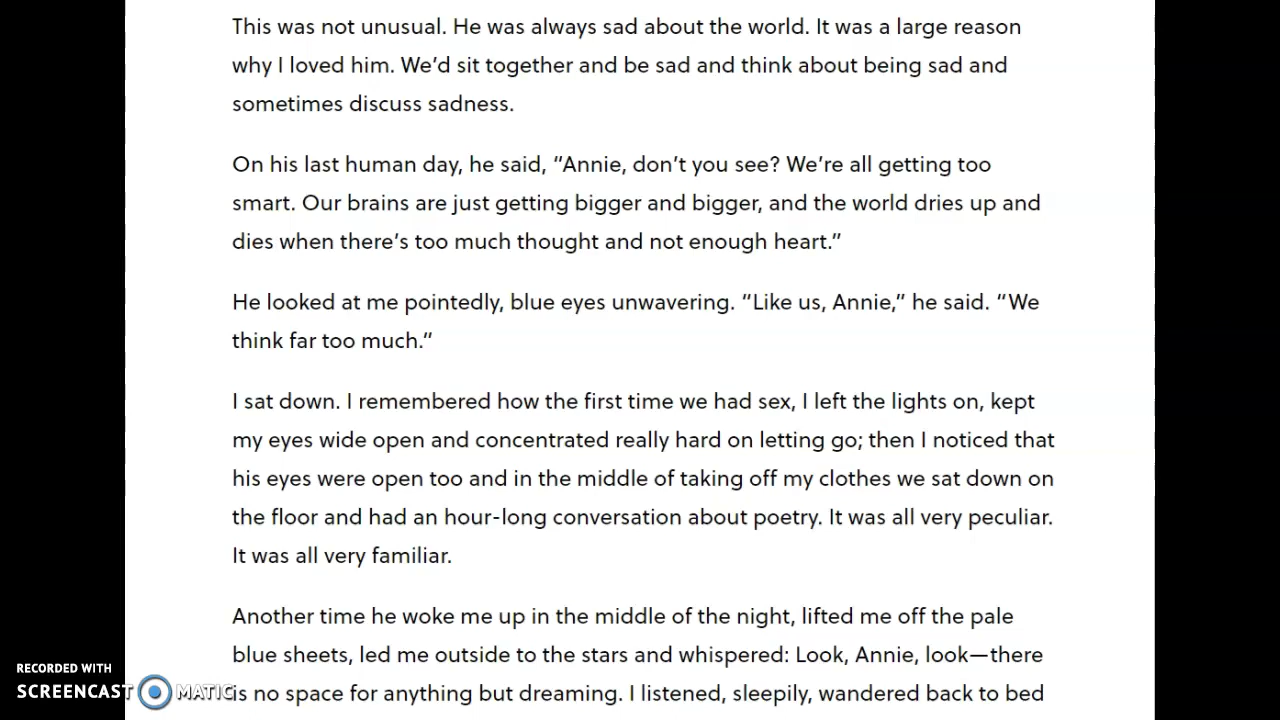 This was not unusual. He was always sad about the world. It was a large reason
why I loved him. We’d sit together and be sad and think about being sad and
sometimes discuss sadness.
On his last human day, he said, “Annie, don’t you see? We’re all getting too
smart. Our brains are just getting bigger and bigger, and the world dries up and
dies when there’s too much thought and not enough heart.”
He looked at me pointedly, blue eyes unwavering. “Like us, Annie,” he said. “We
think far too much.”
I sat down. I remembered how the first time we had sex, I left the lights on, kept
my eyes wide open and concentrated really hard on letting go; then I noticed that
his eyes were open too and in the middle of taking off my clothes we sat down on
the floor and had an hour-long conversation about poetry. It was all very peculiar.
It was all very familiar.
Another time he woke me up in the middle of the night, lifted me off the pale
blue sheets, led me outside to the stars and whispered: Look, Annie, look—there
is no space for anything but dreaming. I listened, sleepily, wandered back to bed
RECORDED WITH
SCREENCAST MATIC